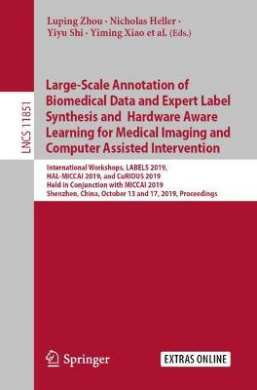 Luping Zhou · Nicholas Heller ·
Yiyu Shi · Yiming Xiao et al. (Eds.)
LNCS 11851
Large-Scale Annotation of
Biomedical Data and Expert Label
Synthesis and Hardware Aware
Learning for Medical Imaging and
Computer Assisted Intervention
International Workshops, LABELS 2019,
HAL-MICCAI 2019, and CuRIOUS 2019
Held in Conjunction with MICCAI 2019
Shenzhen, China, October 13 and 17, 2019, Proceedings
Springer
EXTRAS ONLINE